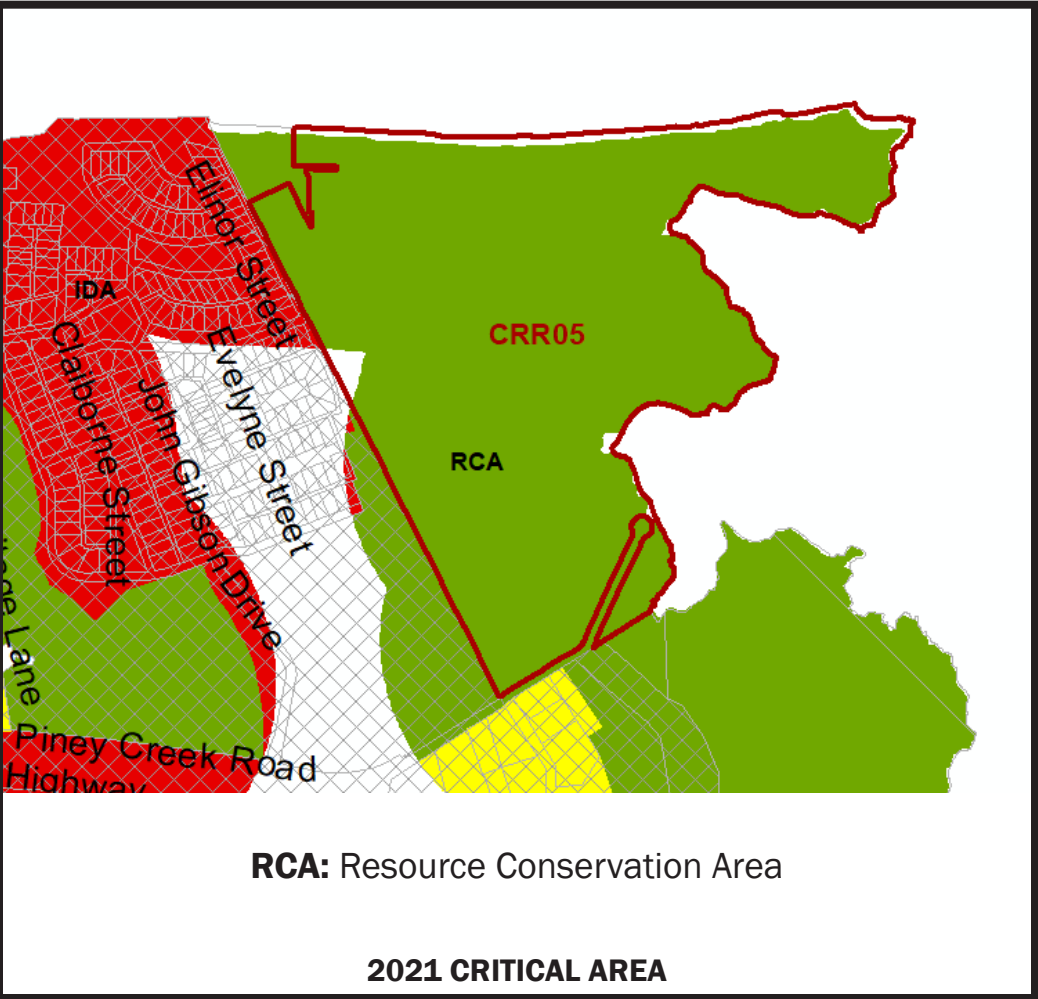 Elinor Street
IDA
CRR05
Claiborne Street
Evelyne Street
John Gibson Drive
RCA
Lane
Piney Creek Road
Highway
RCA: Resource Conservation Area
2021 CRITICAL AREA